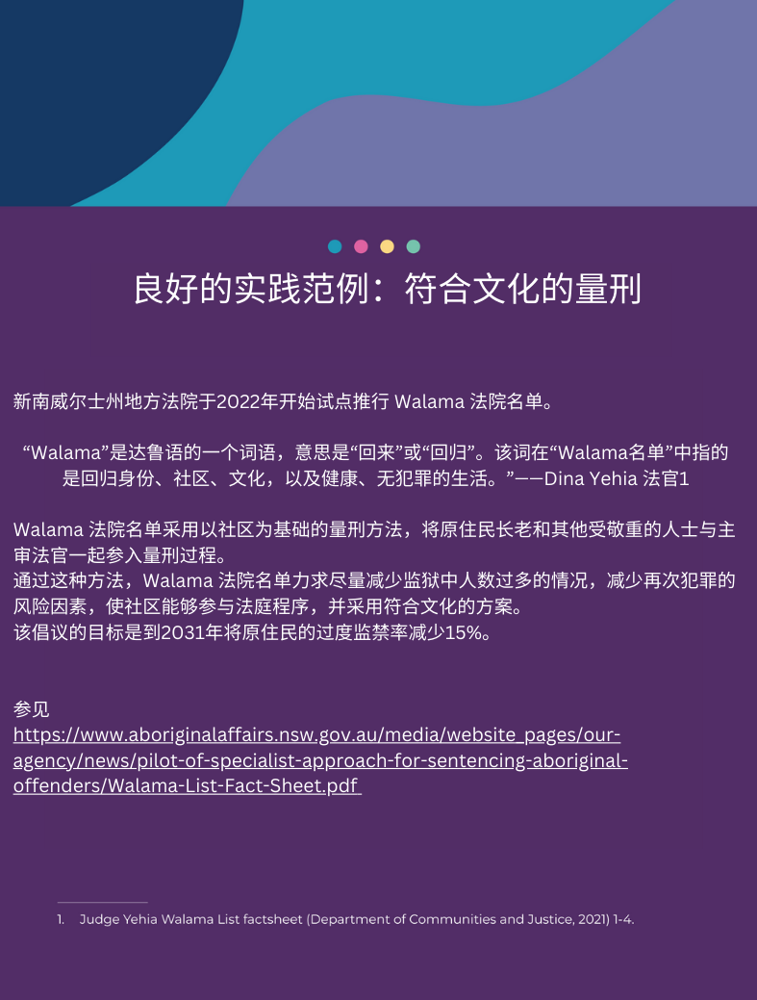 良好的实践范例：符合文化的量刑
新南威尔士州地方法院于2022年开始试点推行 Walama 法院名单。
“Walama”是达鲁语的一个词语，意思是“回来”或“回归”。该词在“Walama名单”中指的
是回归身份、社区、文化，以及健康、无犯罪的生活。”——Dina Yehia 法官1
Walama 法院名单采用以社区为基础的量刑方法，将原住民长老和其他受敬重的人士与主
审法官一起参入量刑过程。
通过这种方法，Walama 法院名单力求尽量减少监狱中人数过多的情况，减少再次犯罪的
风险因素，使社区能够参与法庭程序，并采用符合文化的方案。
该倡议的目标是到2031年将原住民的过度监禁率减少15%。
参见
https://www.aboriginalaffairs.nsw.gov.au/media/website_pages/our-
agency/news/pilot-of-specialist-approach-for-sentencing-aboriginal-
offenders/Walama-List-Fact-Sheet.pdf
1. Judge Yehia Walama List factsheet (Department of Communities and Justice, 2021) 1-4.